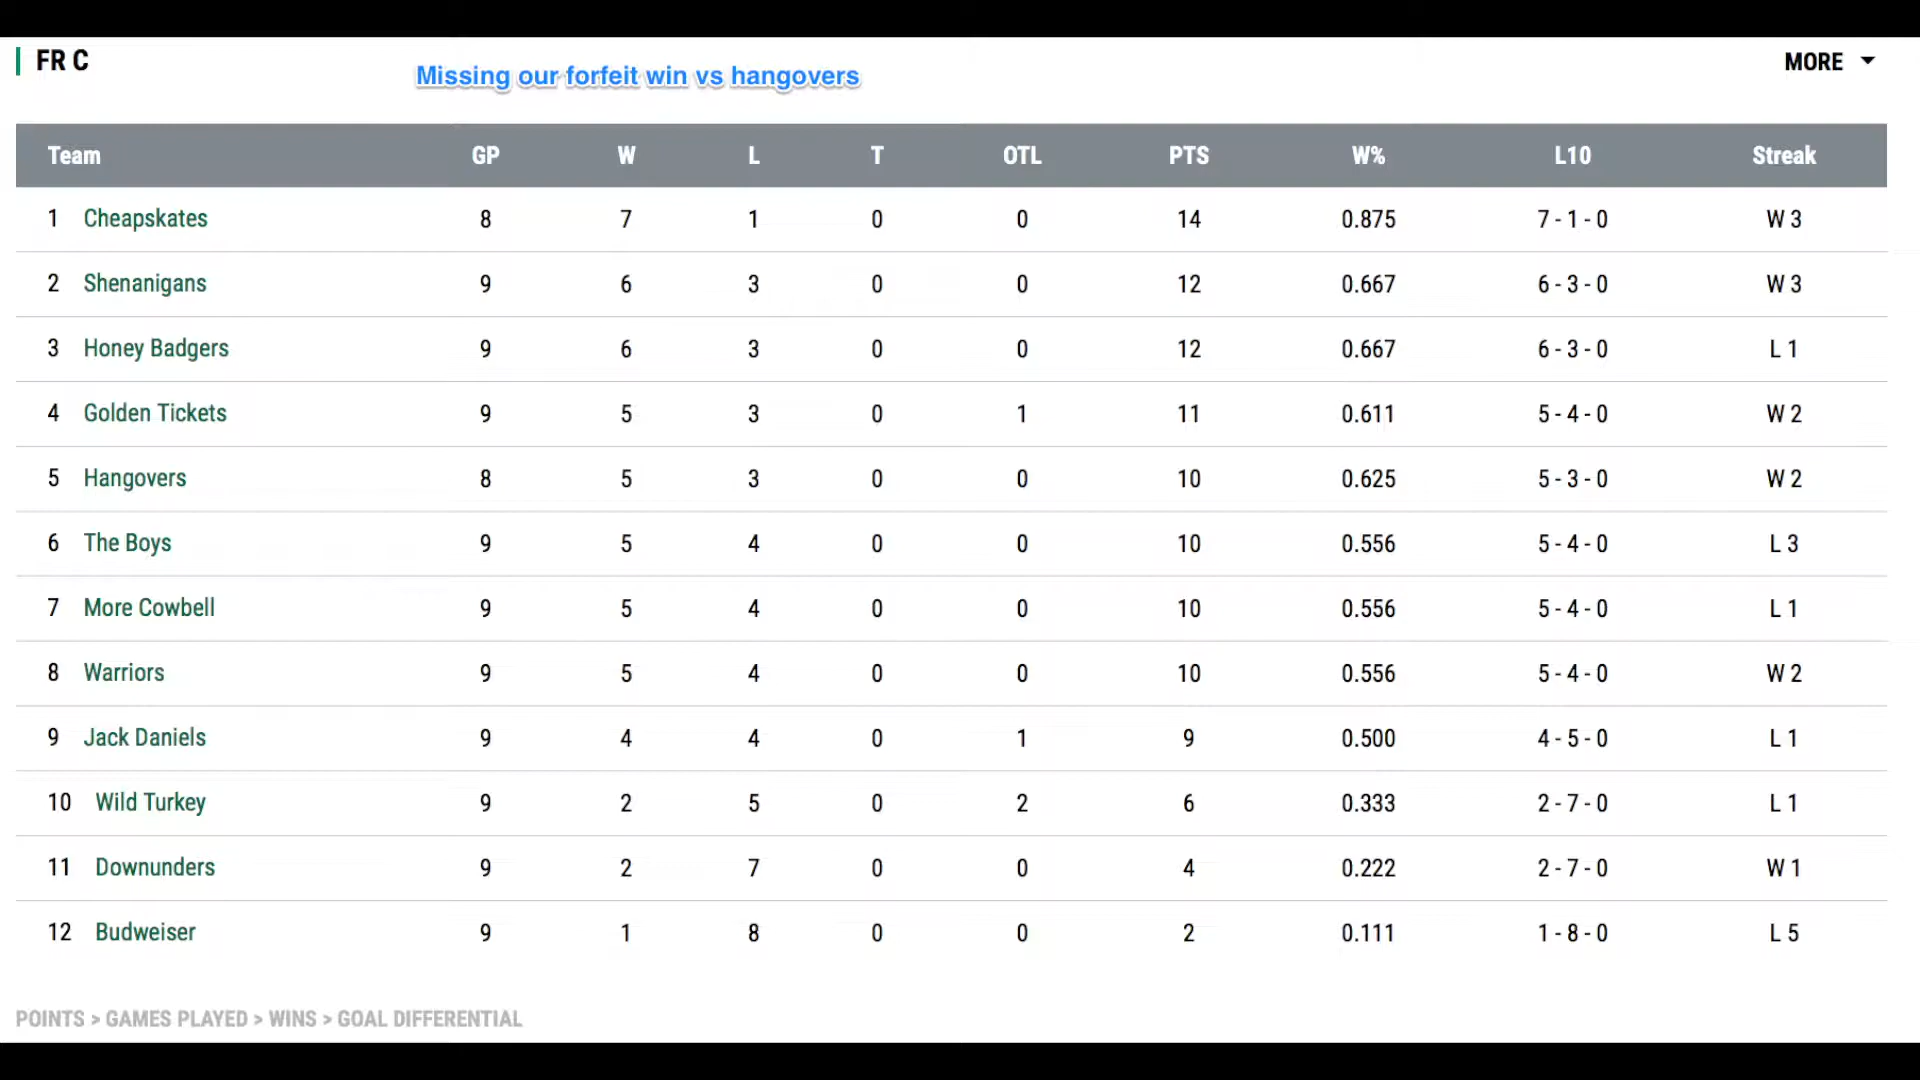 FR C
Missing our forfeit win vs hangovers
MORE
Team GP W L T OTL PTS W% L10 Streak
1 Cheapskates 8 7 1 0 0 14 0.875 7 - 1 - 0 W 3
2 Shenanigans 9 6 3 0 0 12 0.667 6 - 3 - 0 W 3
3 Honey Badgers 9 6 3 0 0 12 0.667 6 - 3 - 0 L 1
4 Golden Tickets 9 5 3 0 1 11 0.611 5 - 4 - 0 W 2
5 Hangovers 8 5 3 0 0 10 0.625 5 - 3 - 0 W 2
6 The Boys 9 5 4 0 0 10 0.556 5 - 4 - 0 L 3
7 More Cowbell 9 5 4 0 0 10 0.556 5 - 4 - 0 L 1
8 Warriors 9 5 4 0 0 10 0.556 5 - 4 - 0 W 2
9 Jack Daniels 9 4 4 0 1 9 0.500 4 - 5 - 0 L 1
10 Wild Turkey 9 2 5 0 2 6 0.333 2 - 7 - 0 L 1
11 Downunders 9 2 7 0 0 4 0.222 2 - 7 - 0 W 1
12 Budweiser 9 1 8 0 0 2 0.111 1 - 8 - 0 L 5
POINTS > GAMES PLAYED > WINS > GOAL DIFFERENTIAL